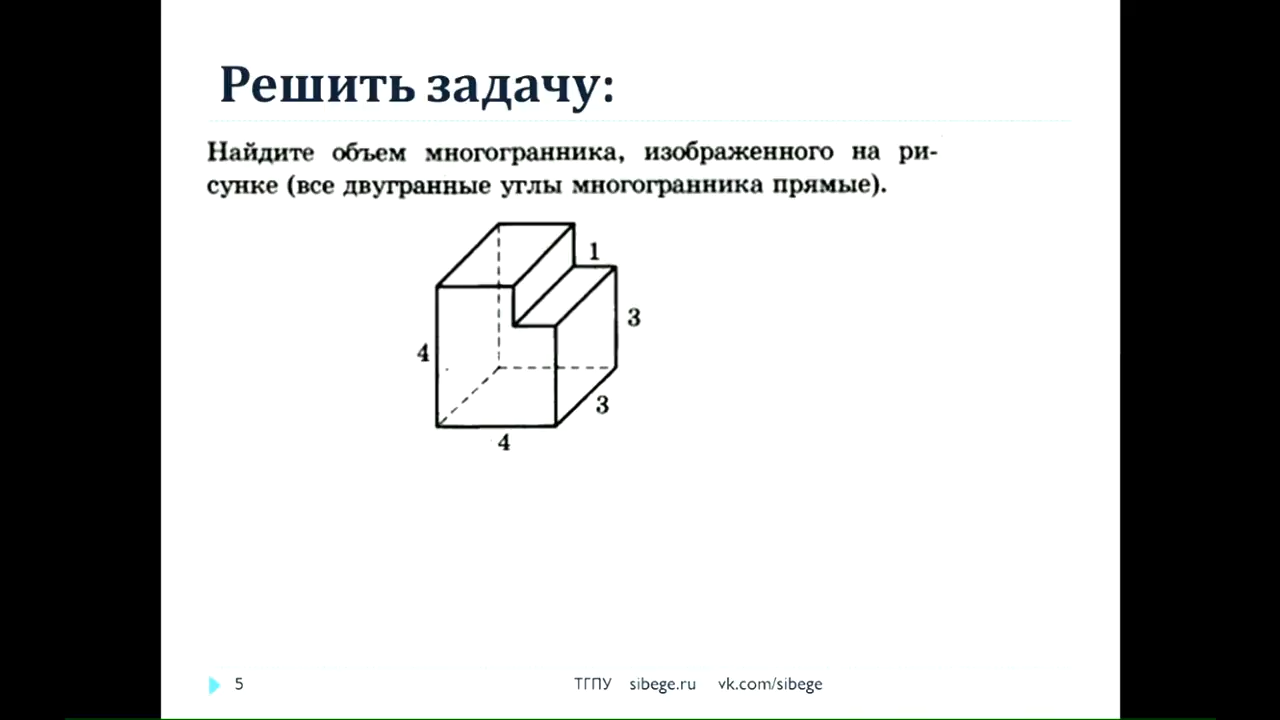 Решить задачу:
Найдите объем многогранника, изображенного на ри-
сунке (все двугранные углы многогранника прямые).
1
3
4
3
4
5 ТГПУ sibege.ru vk.com/sibege